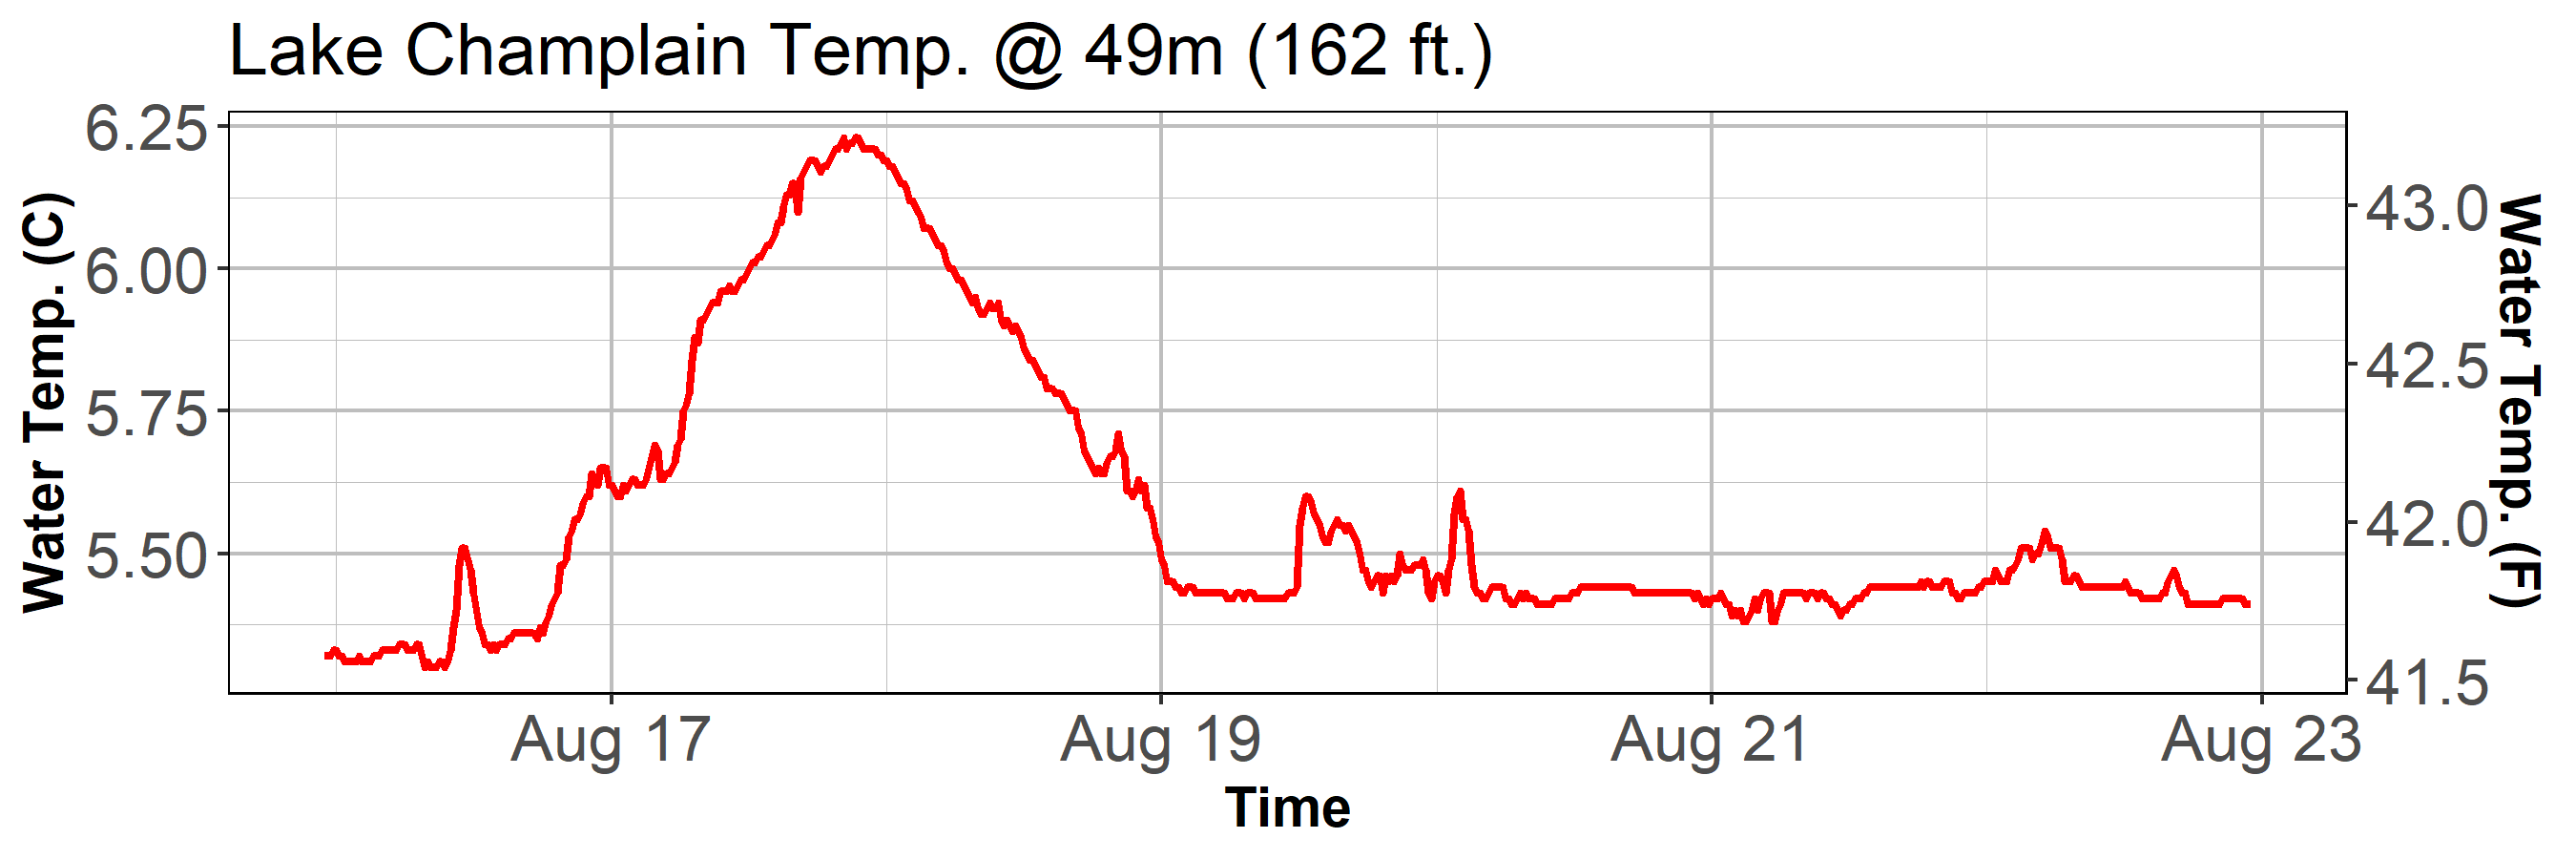 Lake Champlain Temp. @ 49m (162 ft.)
Water Temp. (C)
6.25
6.00
5.75
5.50
43.0
42.5
42.0
41.5
Water Temp. (F)
Aug 17
Aug 19
Aug 21
Aug 23
Time